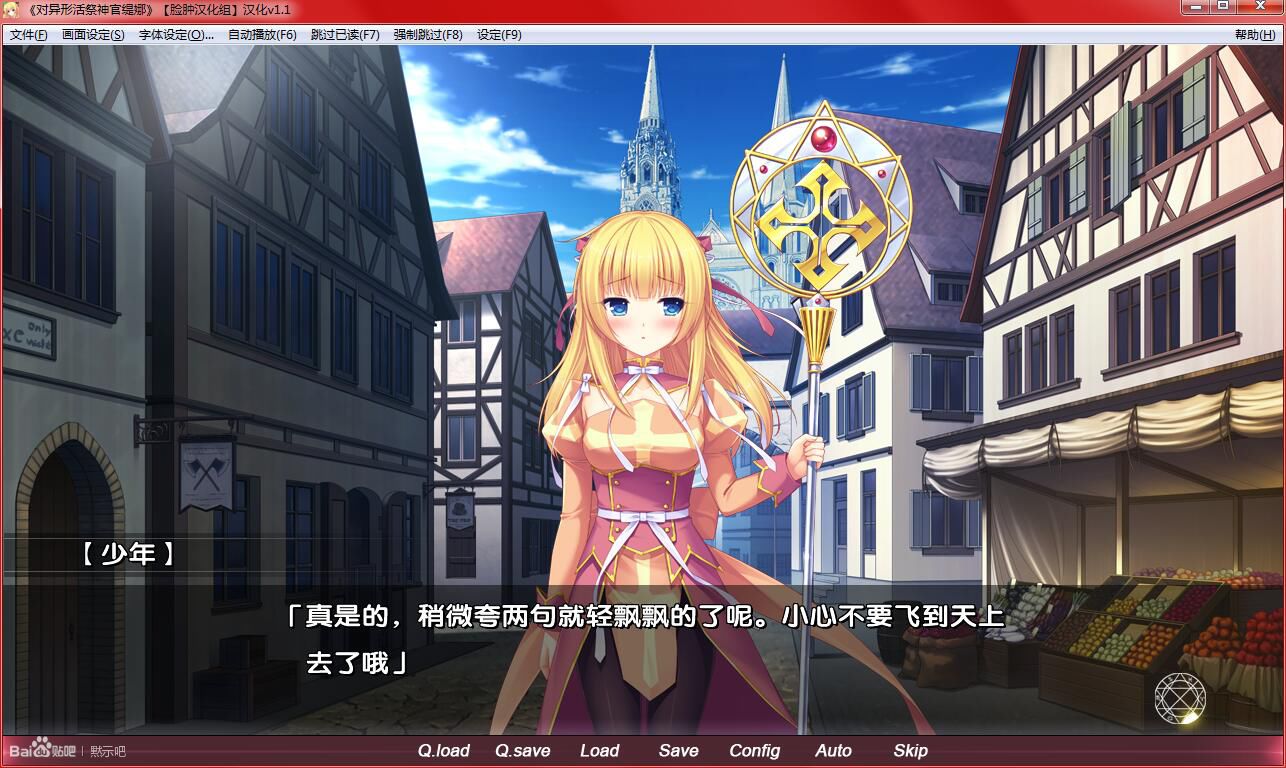 《对异形活祭神官缇娜》【脸肿汉化组】汉化v1.1
文件(F) 画面设定(S) 字体设定(O)... 自动播放(F6) 跳过已读(F7) 强制跳过(F8) 设定(F9) 帮助(H)
only
【少年】
「真是的，稍微夸两句就轻飘飘的了呢。小心不要飞到天上
去了哦」
Q.load Q.save Load Save Config Auto Skip
Bai du 贴吧 | 黙示吧